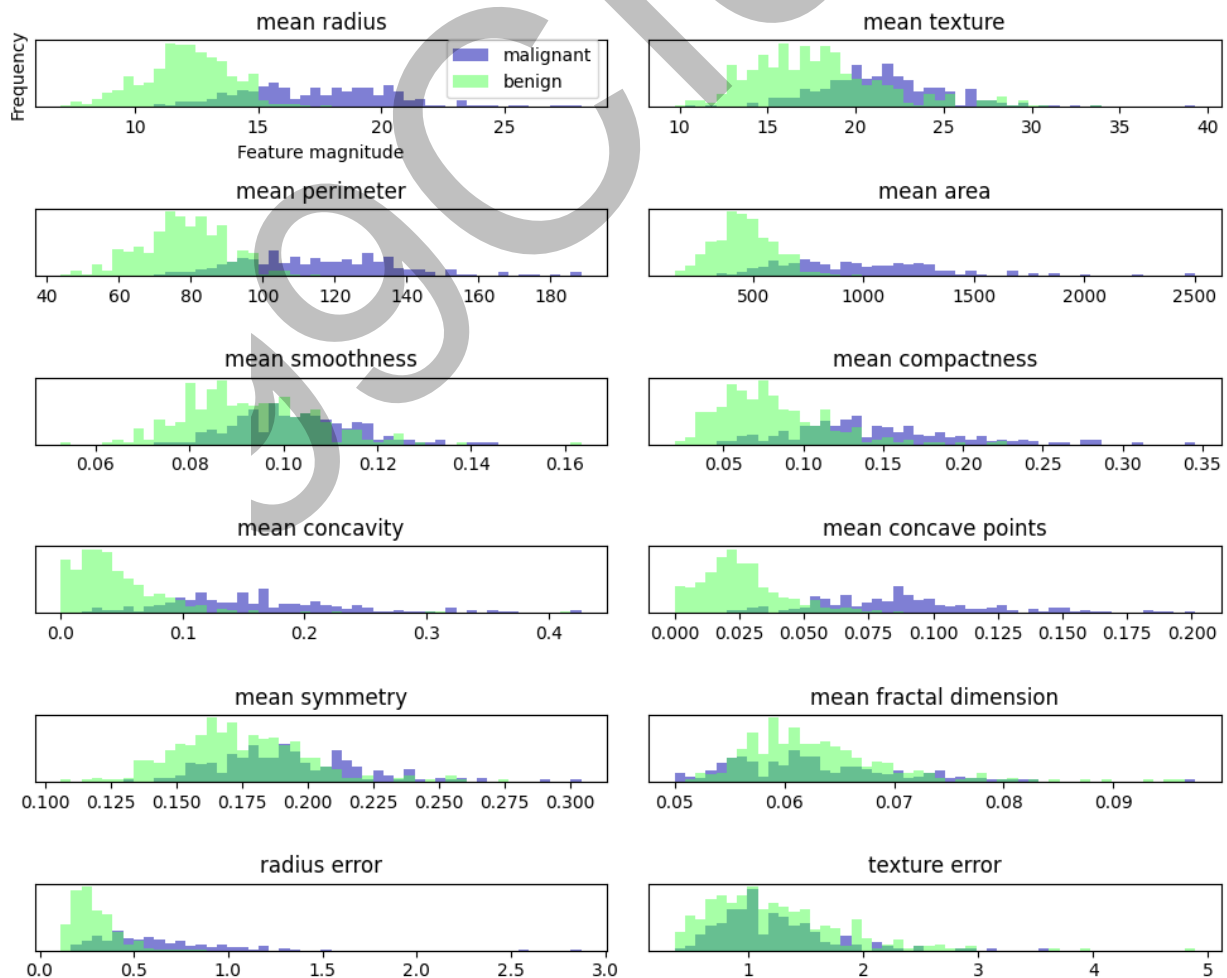 mean radius
mean texture
Frequency
malignant
benign
10 15 20 25
10 15 20 25 30 35 40
Feature magnitude
mean perimeter
mean area
40 60 80 100 120 140 160 180
500 1000 1500 2000 2500
mean smoothness
mean compactness
0.06 0.08 0.10 0.12 0.14 0.16
0.05 0.10 0.15 0.20 0.25 0.30 0.35
mean concavity
mean concave points
0.0 0.1 0.2 0.3 0.4
0.000 0.025 0.050 0.075 0.100 0.125 0.150 0.175 0.200
mean symmetry
mean fractal dimension
0.100 0.125 0.150 0.175 0.200 0.225 0.250 0.275 0.300
0.05 0.06 0.07 0.08 0.09
radius error
texture error
0.0 0.5 1.0 1.5 2.0 2.5 3.0
1 2 3 4 5